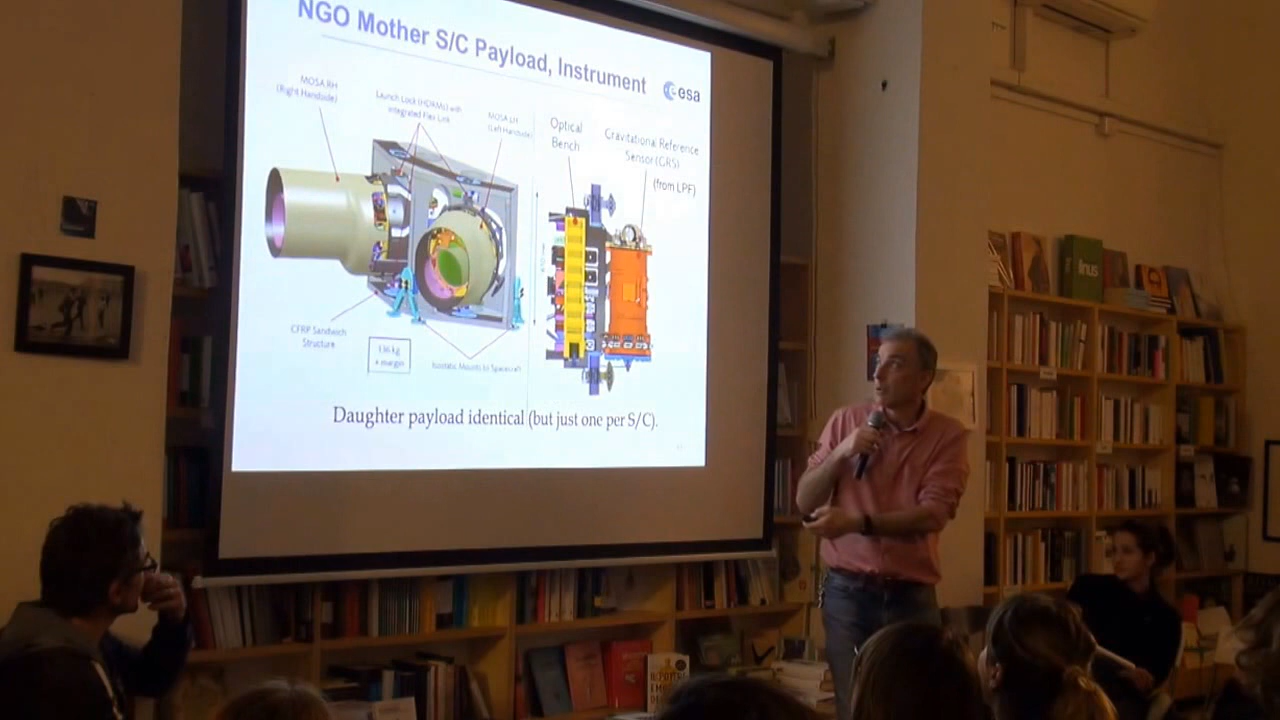 NGO Mother S/C Payload, Instrument
esa
MOSA RH
(Right Handside)
Launch Lock (HDRMs) with
integrated Flex Link
MOSA LH
(Left Handside)
Optical
Bench
Gravitational Reference
Sensor (GRS)
(from LPF)
CFRP Sandwich
Structure
+ margin
Isostatic Mounts to Spacecraft
Daughter payload identical (but just one per S/C).
linus